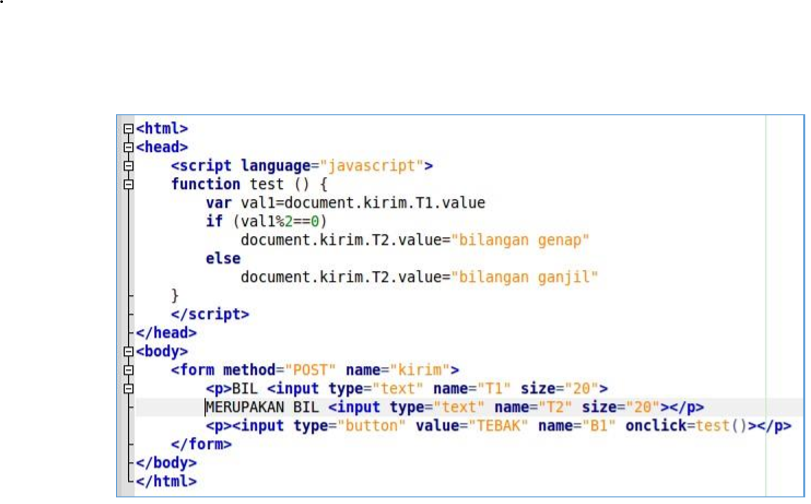 .
<html>
<head>
<script language="javascript">
function test () {
var val1=document.kirim.T1.value
if (val1%2==0)
document.kirim.T2.value="bilangan genap"
else
document.kirim.T2.value="bilangan ganjil"
}
</script>
</head>
<body>
<form method="POST" name="kirim">
<p>BIL <input type="text" name="T1" size="20">
MERUPAKAN BIL <input type="text" name="T2" size="20"></p>
<p><input type="button" value="TEBAK" name="B1" onclick=test()></p>
</form>
</body>
</html>